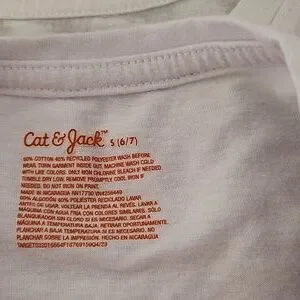 Cat & Jack™ S (6/7)
60% COTTON 40% RECYCLED POLYESTER WASH BEFORE
WEAR. TURN GARMENT INSIDE OUT. MACHINE WASH COLD
WITH LIKE COLORS. ONLY NON CHLORINE BLEACH IF NEEDED.
TUMBLE DRY LOW. REMOVE PROMPTLY. COOL IRON IF
NEEDED. DO NOT IRON ON PRINT.
MADE IN NICARAGUA RN17730
60% ALGODÓN 40% POLIÉSTER RECICLADO LAVAR
ANTES DE USAR. VOLTEAR LA PRENDA AL REVÉS. LAVAR A
MÁQUINA CON AGUA FRÍA CON COLORES SIMILARES. SÓLO
BLANQUEADOR SIN CLORO SI ES NECESARIO. SECAR A
MÁQUINA A TEMPERATURA BAJA. RETIRAR OPORTUNAMENTE.
PLANCHAR A BAJA TEMPERATURA SI ES NECESARIO. NO
PLANCHAR SOBRE LA IMPRESIÓN. HECHO EN NICARAGUA